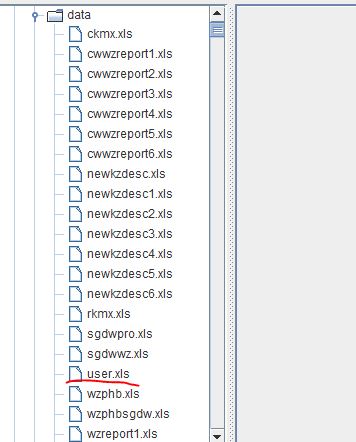 data
ckmx.xls
cwwzreport1.xls
cwwzreport2.xls
cwwzreport3.xls
cwwzreport4.xls
cwwzreport5.xls
cwwzreport6.xls
newkzdesc.xls
newkzdesc1.xls
newkzdesc2.xls
newkzdesc3.xls
newkzdesc4.xls
newkzdesc5.xls
newkzdesc6.xls
rkmx.xls
sgdwpro.xls
sgdwwz.xls
user.xls
wzphb.xls
wzphbsgdw.xls
wzreport1.xls